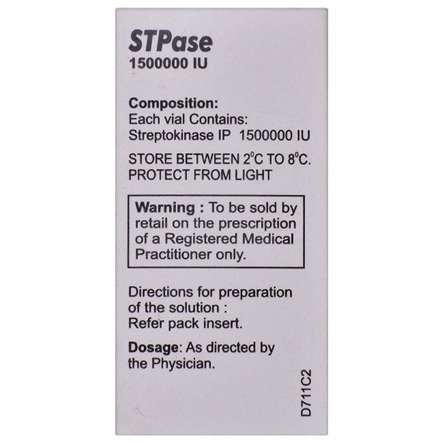 STPase
1500000 IU
Composition:
Each vial Contains:
Streptokinase IP 1500000 IU
STORE BETWEEN 2°C TO 8°C.
PROTECT FROM LIGHT
Warning : To be sold by
retail on the prescription
of a Registered Medical
Practitioner only.
Directions for preparation
of the solution :
Refer pack insert.
Dosage: As directed by
the Physician.
D711C2